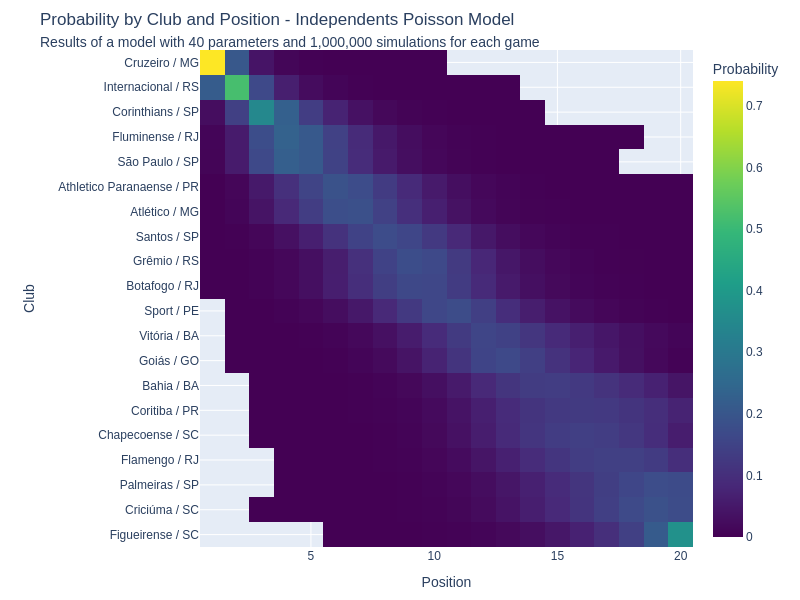 Probability by Club and Position - Independents Poisson Model
Results of a model with 40 parameters and 1,000,000 simulations for each game
Probability
Cruzeiro / MG
Internacional / RS
Corinthians / SP
Fluminense / RJ
São Paulo / SP
Athletico Paranaense / PR
Atlético / MG
Santos / SP
Grêmio / RS
Botafogo / RJ
Sport / PE
Vitória / BA
Goiás / GO
Bahia / BA
Coritiba / PR
Chapecoense / SC
Flamengo / RJ
Palmeiras / SP
Criciúma / SC
Figueirense / SC
Club
5
10
15
20
Position
0.7
0.6
0.5
0.4
0.3
0.2
0.1
0